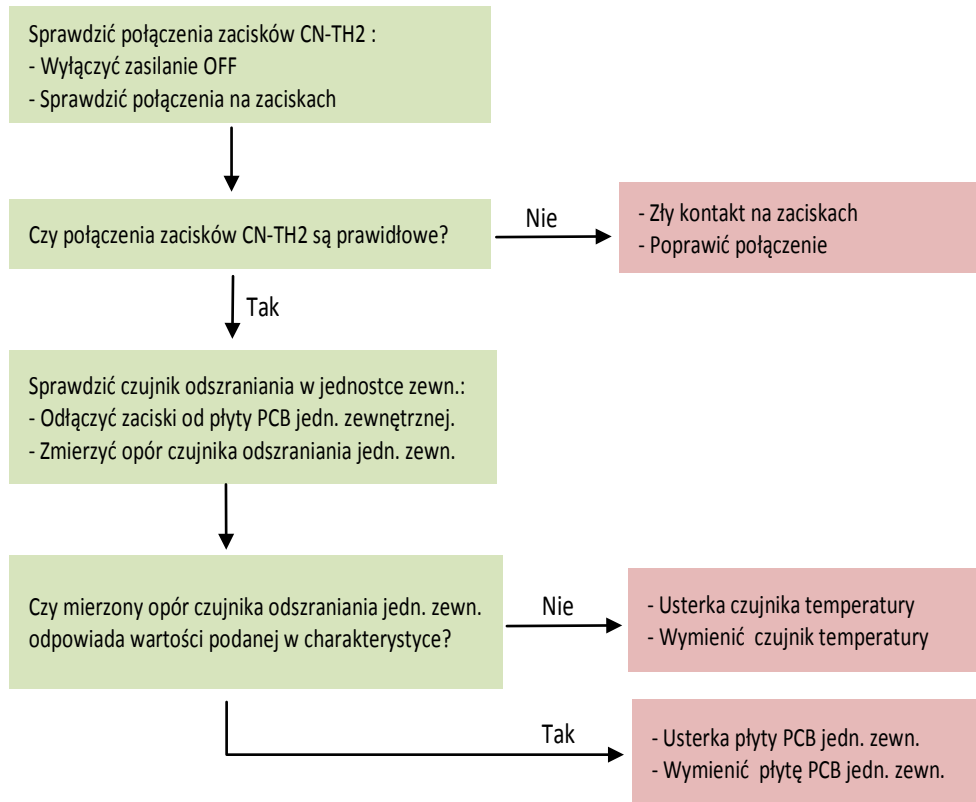 Sprawdzić połączenia zacisków CN-TH2 :
- Wyłączyć zasilanie OFF
- Sprawdzić połączenia na zaciskach
Czy połączenia zacisków CN-TH2 są prawidłowe?
Nie
- Zły kontakt na zaciskach
- Poprawić połączenie
Tak
Sprawdzić czujnik odszraniania w jednostce zewn.:
- Odłączyć zaciski od płyty PCB jedn. zewnętrznej.
- Zmierzyć opór czujnika odszraniania jedn. zewn.
Czy mierzony opór czujnika odszraniania jedn. zewn.
odpowiada wartości podanej w charakterystyce?
Nie
- Usterka czujnika temperatury
- Wymienić czujnik temperatury
Tak
- Usterka płyty PCB jedn. zewn.
- Wymienić płytę PCB jedn. zewn.